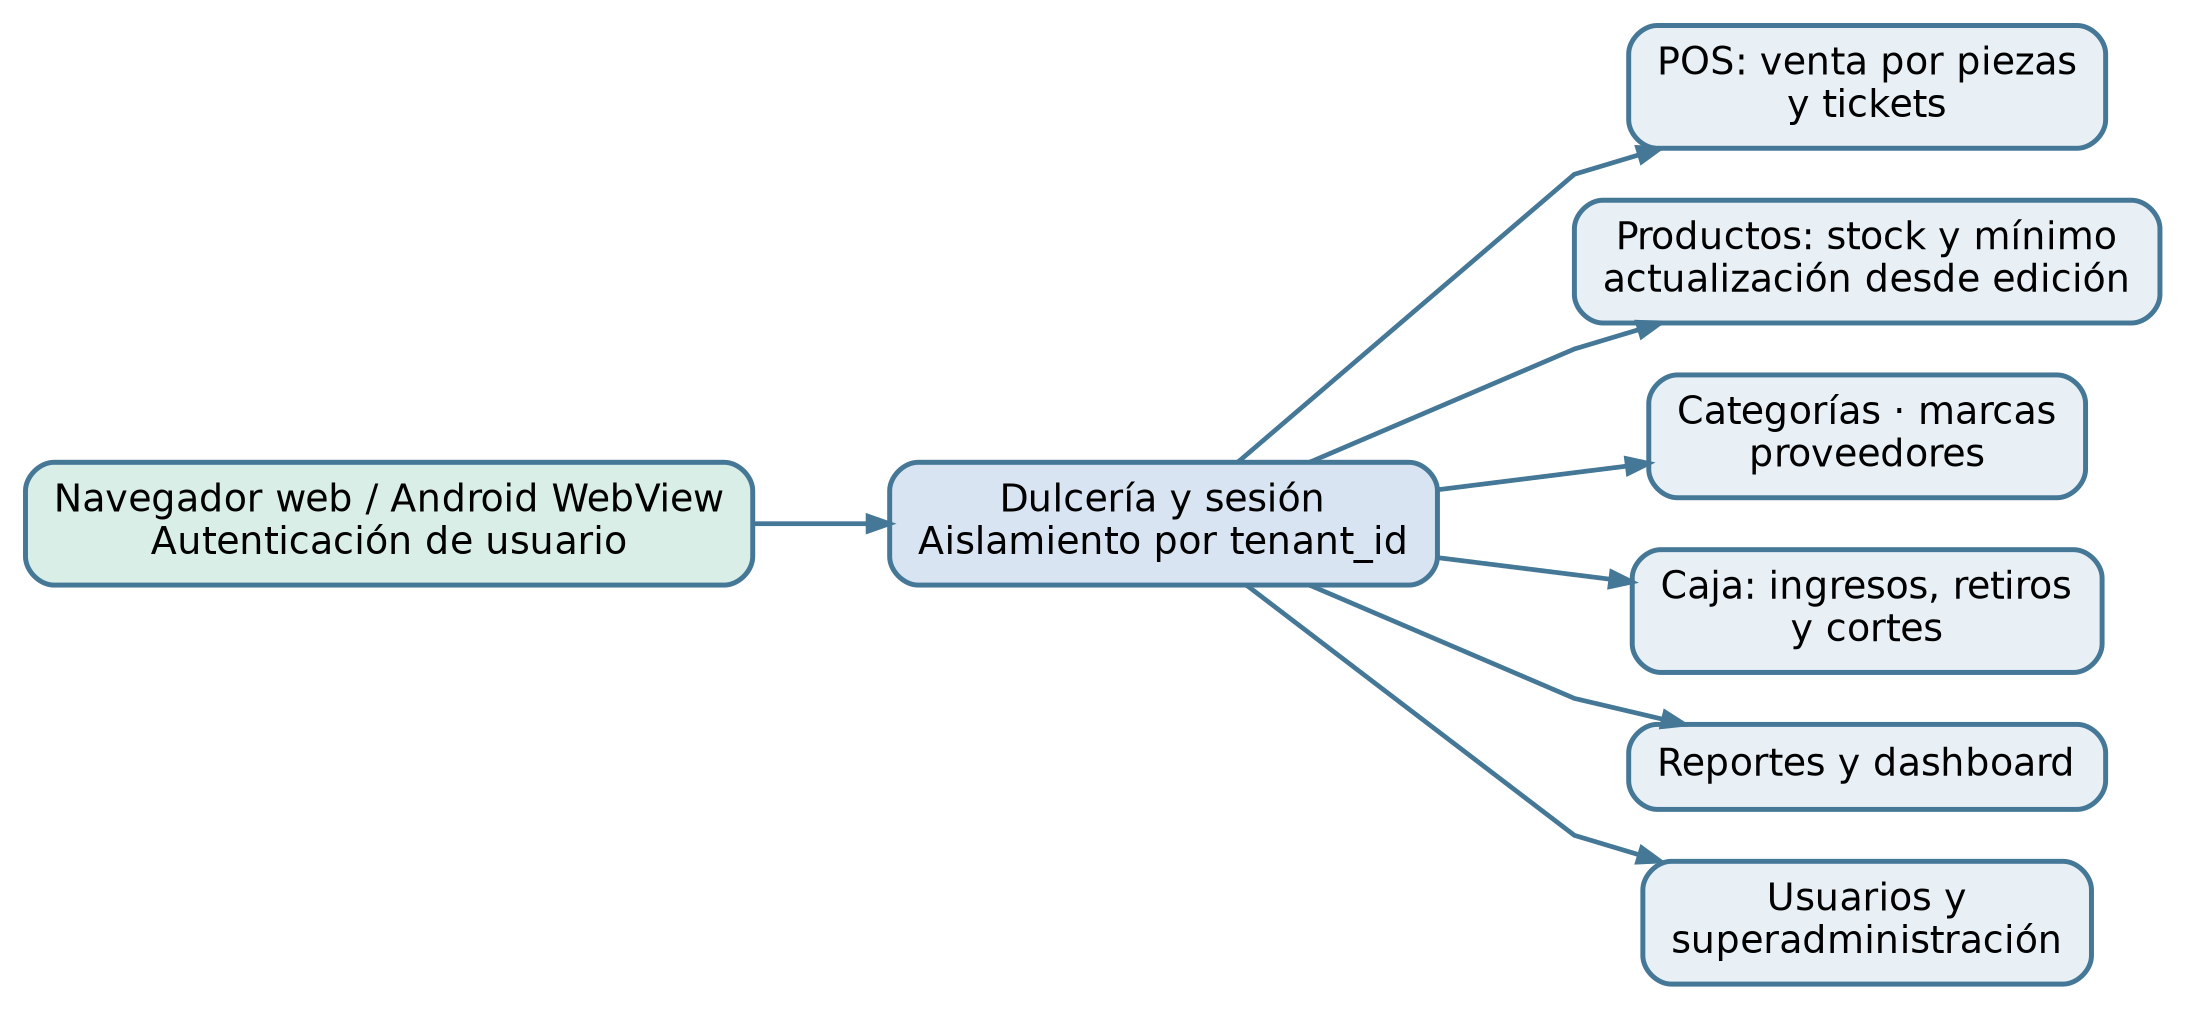 POS: venta por piezas
y tickets
Productos: stock y mínimo
actualización desde edición
Categorías · marcas
proveedores
Navegador web / Android WebView
Autenticación de usuario
Dulcería y sesión
Aislamiento por tenant_id
Caja: ingresos, retiros
y cortes
Reportes y dashboard
Usuarios y
superadministración